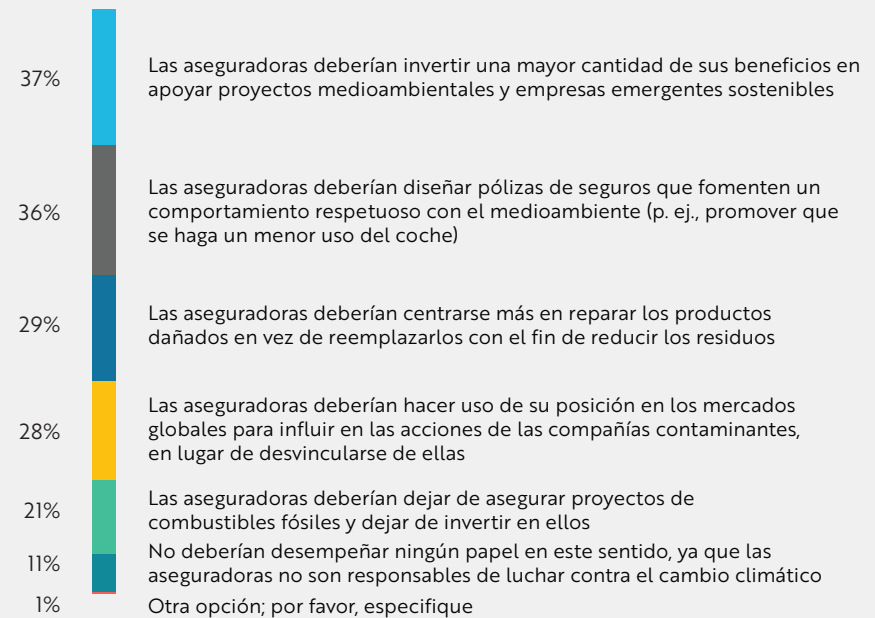 37%
Las aseguradoras deberían invertir una mayor cantidad de sus beneficios en
apoyar proyectos medioambientales y empresas emergentes sostenibles
36%
Las aseguradoras deberían diseñar pólizas de seguros que fomenten un
comportamiento respetuoso con el medioambiente (p. ej., promover que
se haga un menor uso del coche)
29%
Las aseguradoras deberían centrarse más en reparar los productos
dañados en vez de reemplazarlos con el fin de reducir los residuos
28%
Las aseguradoras deberían hacer uso de su posición en los mercados
globales para influir en las acciones de las compañías contaminantes,
en lugar de desvincularse de ellas
21%
Las aseguradoras deberían dejar de asegurar proyectos de
combustibles fósiles y dejar de invertir en ellos
11%
No deberían desempeñar ningún papel en este sentido, ya que las
aseguradoras no son responsables de luchar contra el cambio climático
1%
Otra opción; por favor, especifique